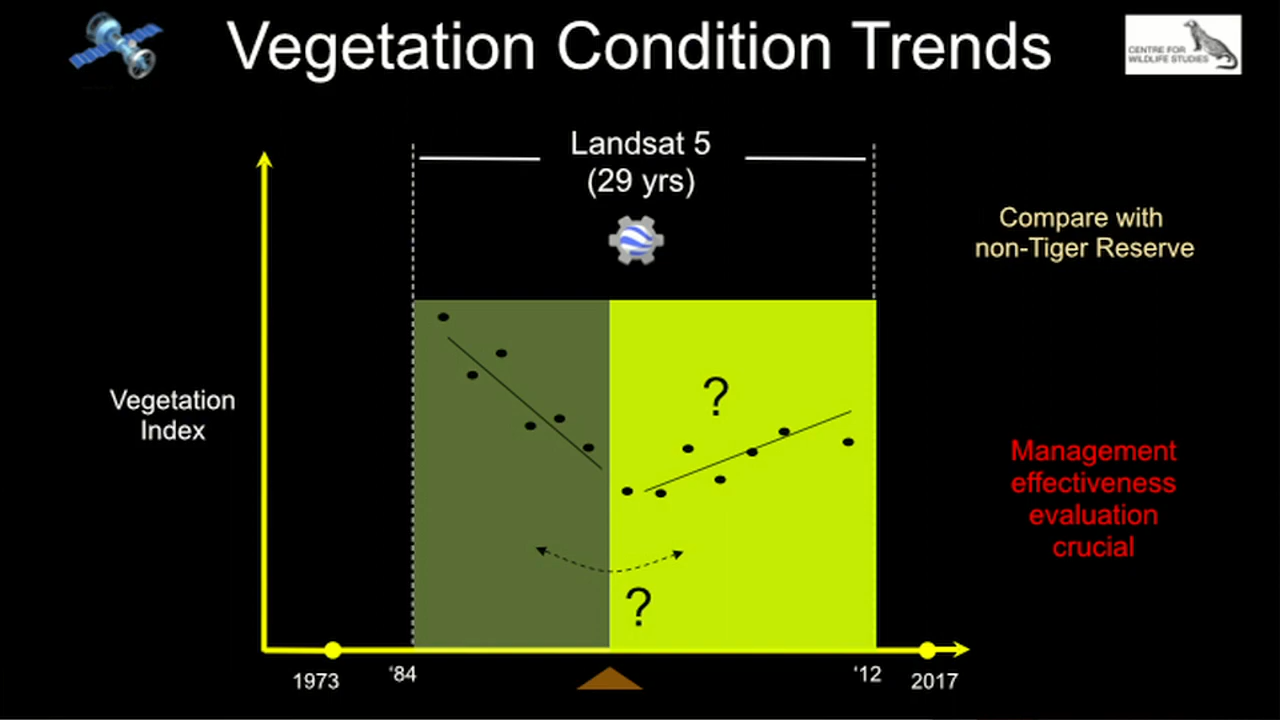 Vegetation Condition Trends
CENTRE FOR
WILDLIFE STUDIES
Landsat 5
(29 yrs)
Compare with
non-Tiger Reserve
Vegetation
Index
?
Management
effectiveness
evaluation
crucial
?
1973
‘84
‘12
2017